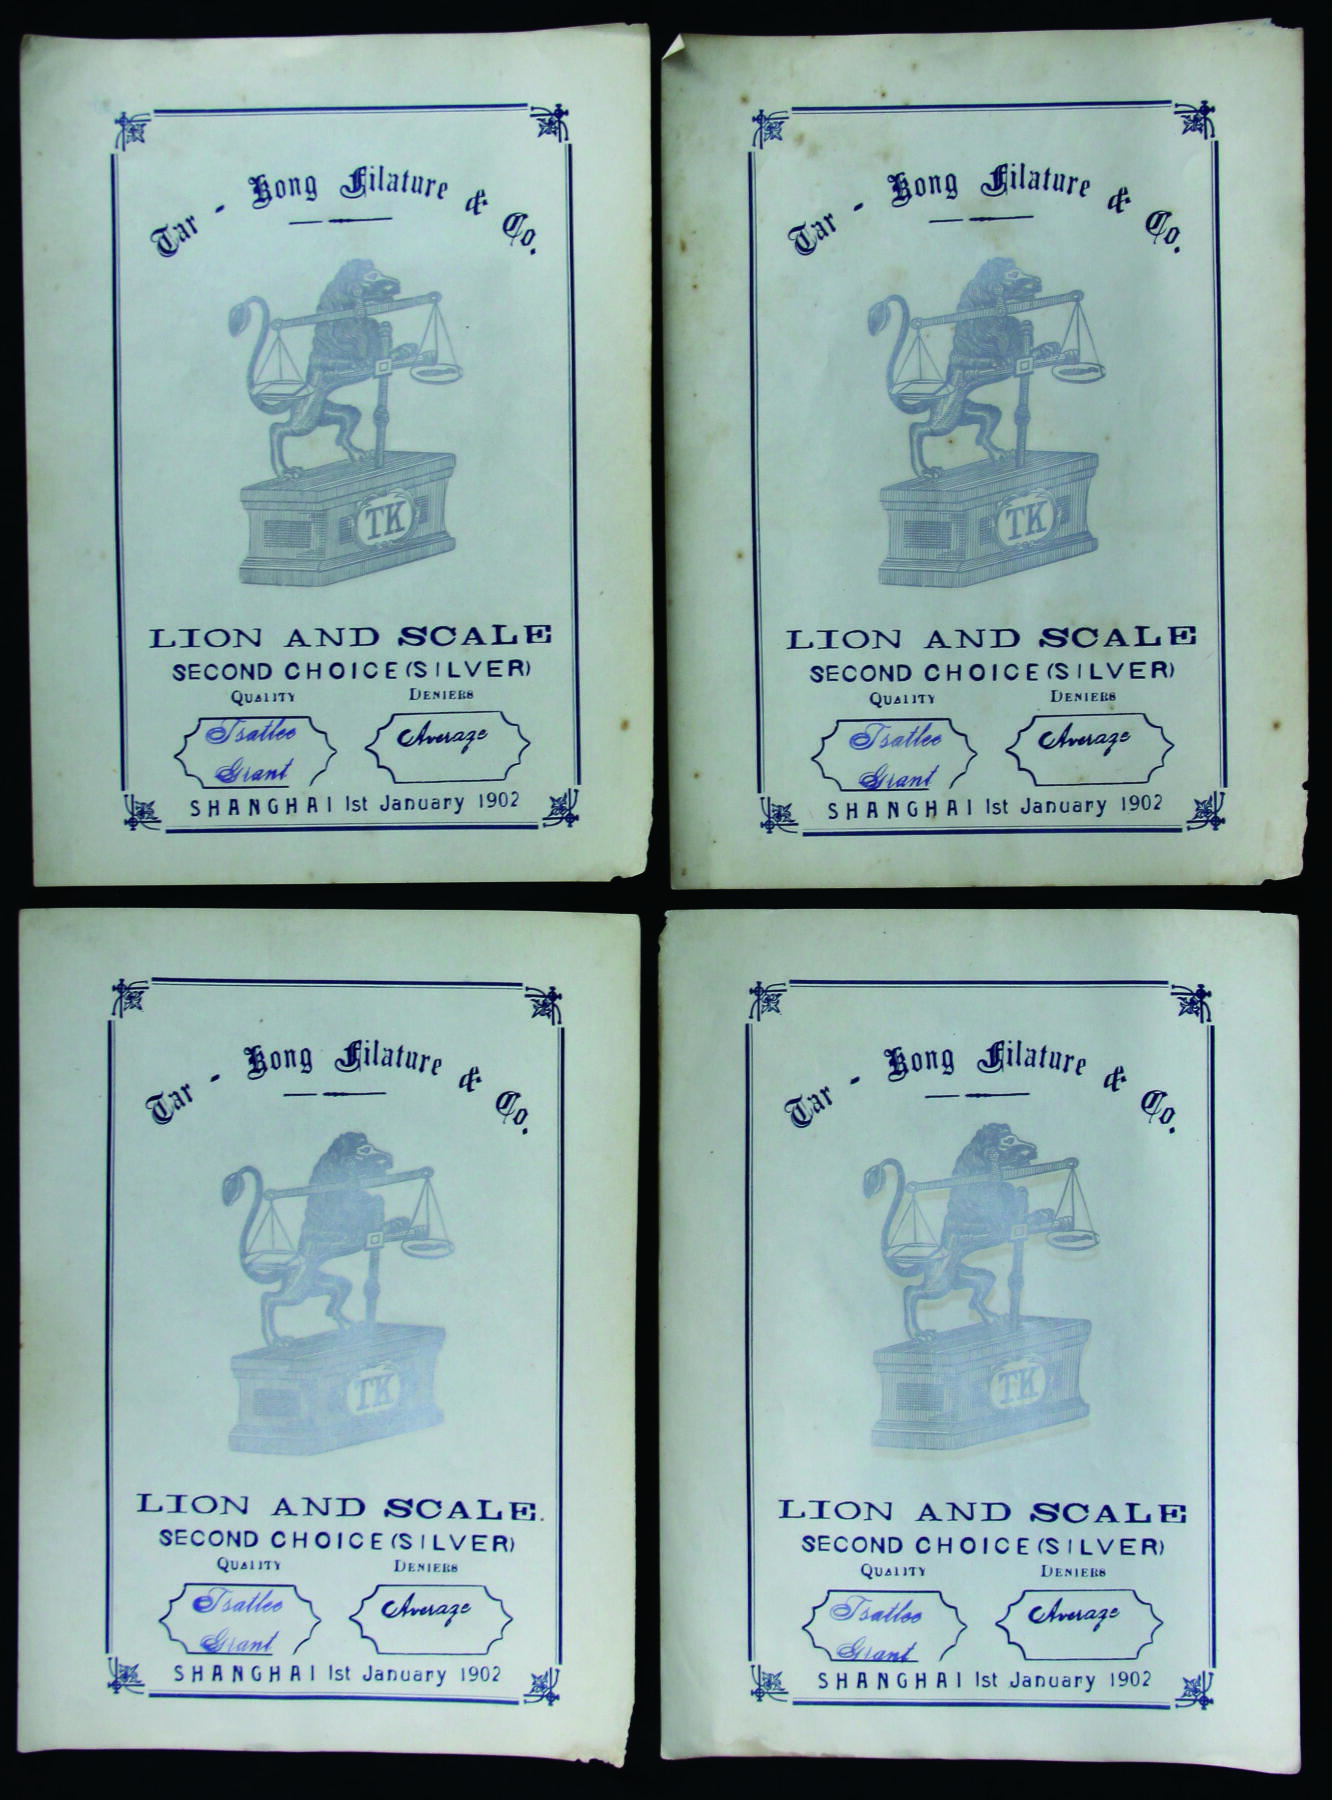 Tar - Kong Filature & Co.
TK
LION AND SCALE
SECOND CHOICE (SILVER)
QUALITY DENIERS
Tsatlee Average
Grant
SHANGHAI 1st January 1902
Tar - Kong Filature & Co.
TK
LION AND SCALE
SECOND CHOICE (SILVER)
QUALITY DENIERS
Tsatlee Average
Grant
SHANGHAI 1st January 1902
Tar - Kong Filature & Co.
TK
LION AND SCALE.
SECOND CHOICE (SILVER)
QUALITY DENIERS
Tsatlee Average
Grant
SHANGHAI 1st January 1902
Tar - Kong Filature & Co.
TK
LION AND SCALE
SECOND CHOICE (SILVER)
QUALITY DENIERS
Tsatlee Average
Grant
SHANGHAI 1st January 1902